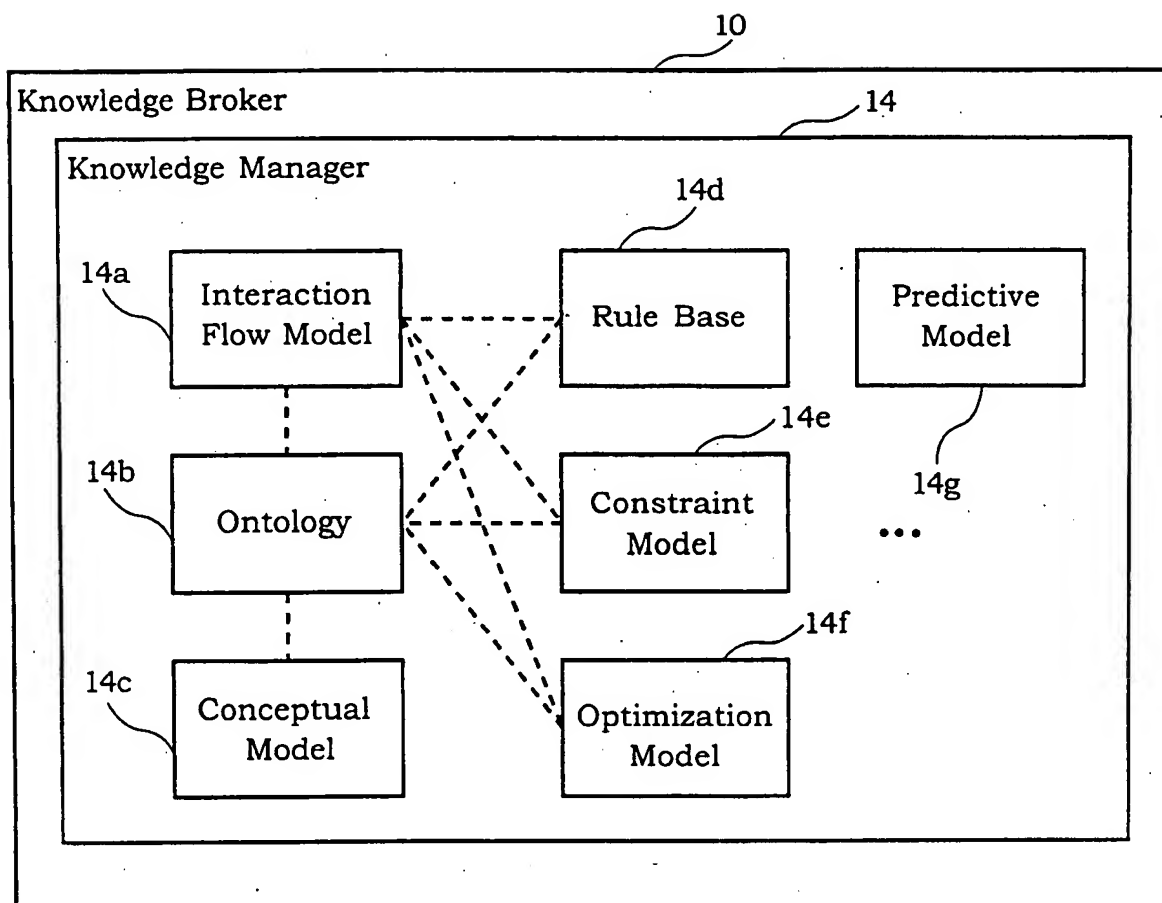 10
Knowledge Broker
14
Knowledge Manager
14d
14a
Interaction
Flow Model
Rule Base
Predictive
Model
14e
14g
14b
Ontology
Constraint
Model
...
14f
14c
Conceptual
Model
Optimization
Model